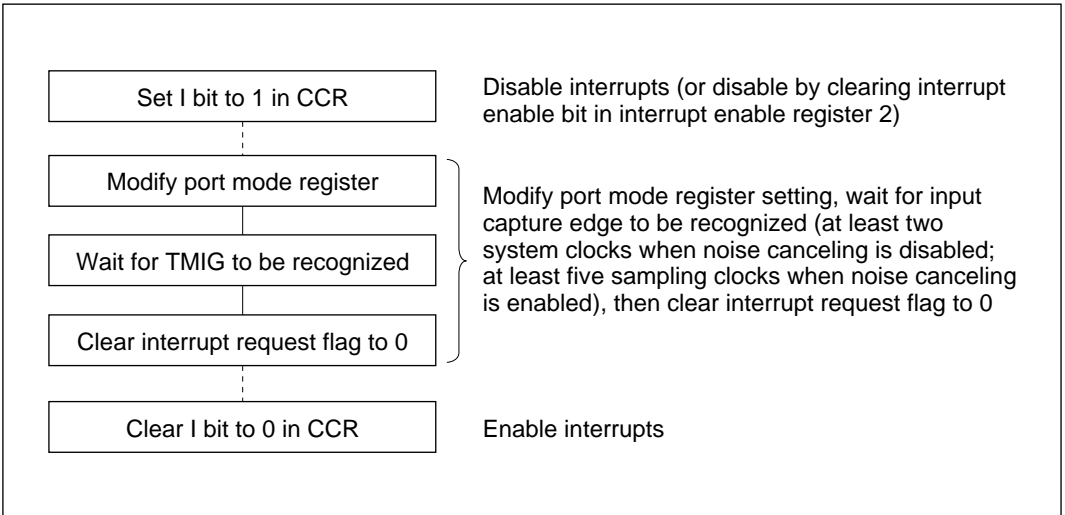 Set I bit to 1 in CCR
Disable interrupts (or disable by clearing interrupt
enable bit in interrupt enable register 2)
Modify port mode register
Wait for TMIG to be recognized
Clear interrupt request flag to 0
Modify port mode register setting, wait for input
capture edge to be recognized (at least two
system clocks when noise canceling is disabled;
at least five sampling clocks when noise canceling
is enabled), then clear interrupt request flag to 0
Clear I bit to 0 in CCR
Enable interrupts